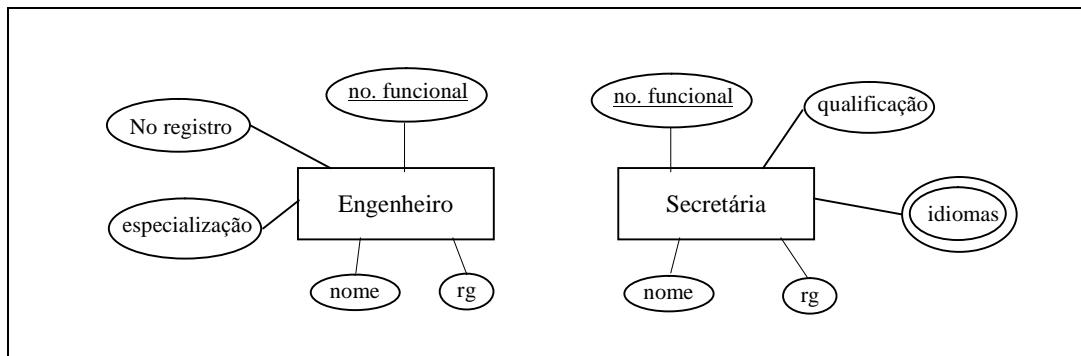 no. funcional
No registro
Engenheiro
especialização
nome
rg
no. funcional
qualificação
Secretária
idiomas
nome
rg